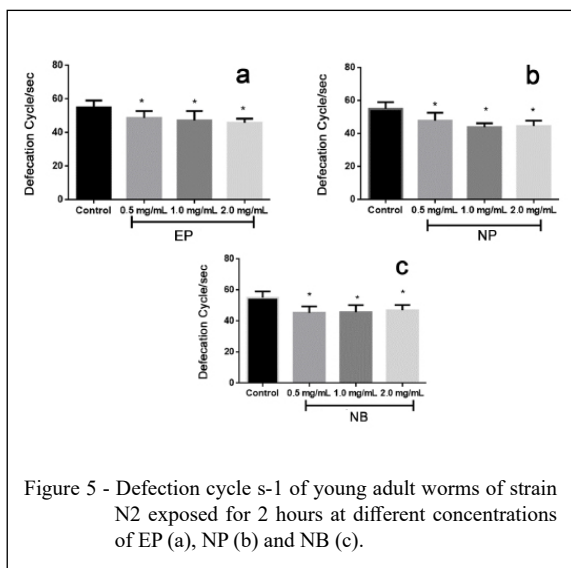 a
Defecation Cycle/sec
80
60
40
20
0
* * *
Control 0.5 mg/mL 1.0 mg/mL 2.0 mg/mL
EP
b
Defecation Cycle/sec
80
60
40
20
0
* * *
Control 0.5 mg/mL 1.0 mg/mL 2.0 mg/mL
NP
c
Defecation Cycle/sec
80
60
40
20
0
* * *
Control 0.5 mg/mL 1.0 mg/mL 2.0 mg/mL
NB
Figure 5 - Defection cycle s-1 of young adult worms of strain
N2 exposed for 2 hours at different concentrations
of EP (a), NP (b) and NB (c).